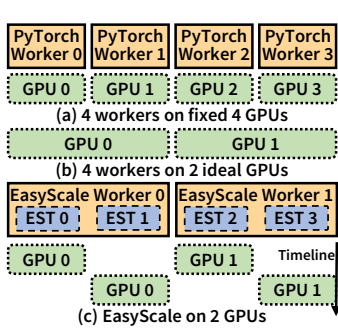 PyTorch PyTorch PyTorch PyTorch
Worker 0 Worker 1 Worker 2 Worker 3
GPU 0 GPU 1 GPU 2 GPU 3
(a) 4 workers on fixed 4 GPUs
GPU 0 GPU 1
(b) 4 workers on 2 ideal GPUs
EasyScale Worker 0 EasyScale Worker 1
EST 0 EST 1 EST 2 EST 3
GPU 0 GPU 1 Timeline
GPU 0 GPU 1
(c) EasyScale on 2 GPUs